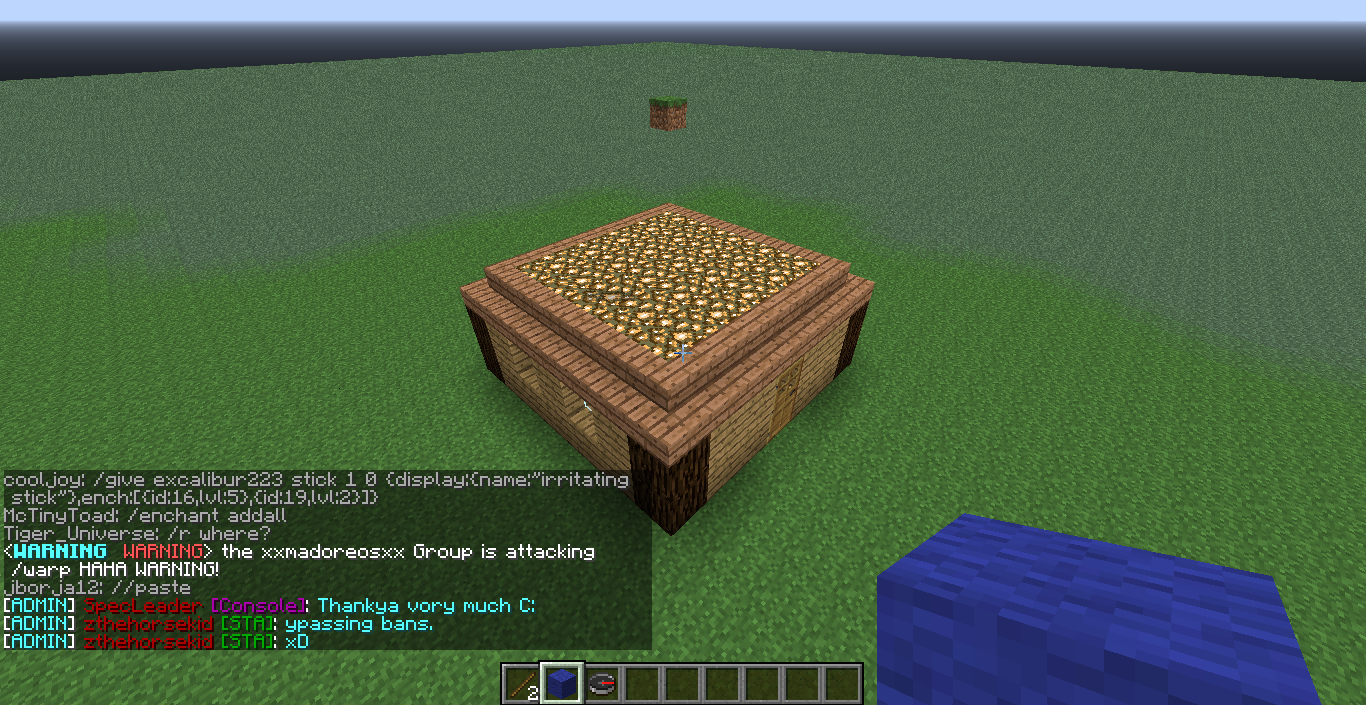 cooljoy: /give excalibur223 stick 1 0 {display:{name:"irritating
stick"},ench:[{id:16,lvl:5},{id:19,lvl:2}]}
McTinyToad: /enchant addall
Tiger_Universe: /r where?
<WARNING WARNING> the xxmadoreosxx Group is attacking
/warp HAHA WARNING!
jborja12: //paste
[ADMIN] SpecLeader [Console]: Thankya vory much C:
[ADMIN] zthehorsekid [STA]: ypassing bans.
[ADMIN] zthehorsekid [STA]: xD
2